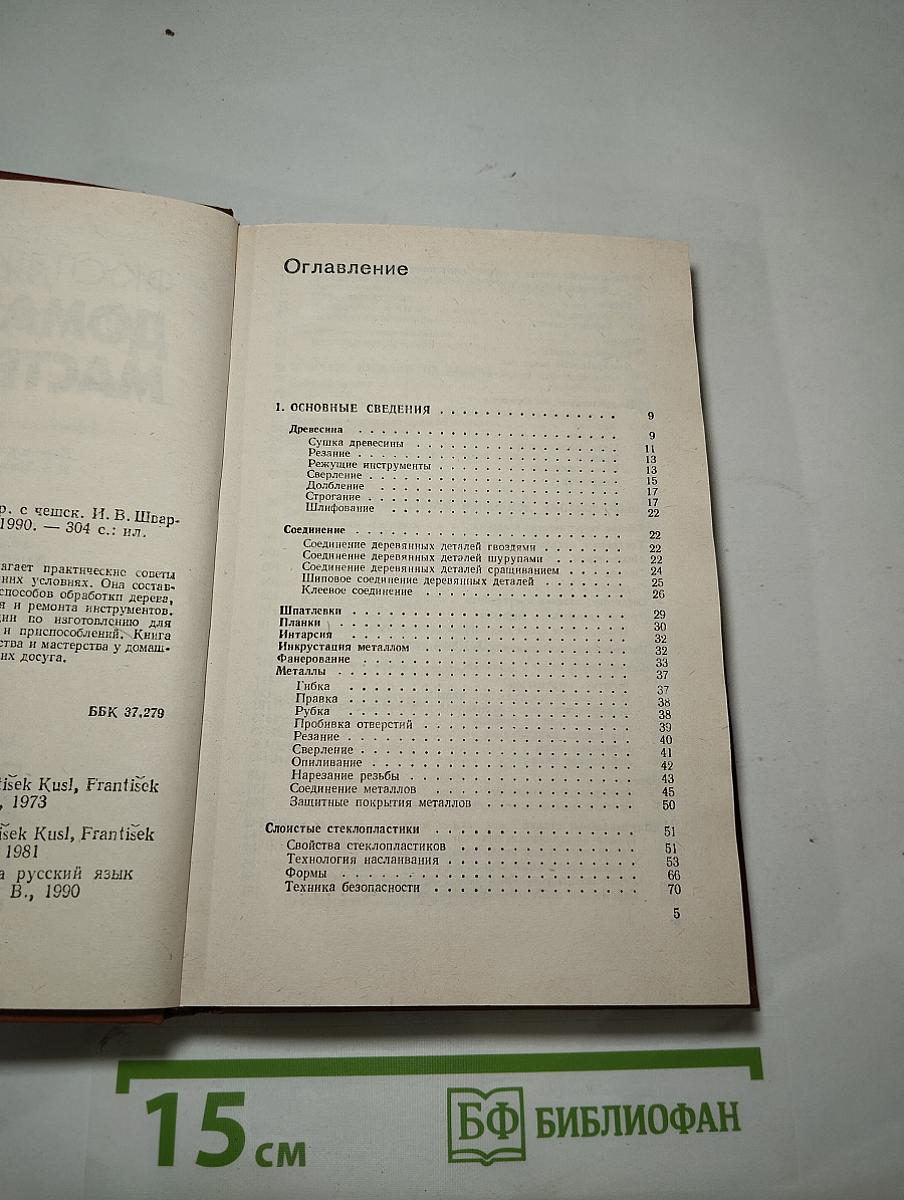 р. с чешск. И. В. Швар-
1990. — 304 с.: ил.
агает практические советы
них условиях. Она состав-
способов обработки дерева,
я и ремонта инструментов.
ции по изготовлению для
и приспособлений. Книга
ства и мастерства у домаш-
их досуга.
ББК 37.279
tišek Kusl, František
, 1973
išek Kusl, František
1981
а русский язык
В., 1990
Оглавление
1. ОСНОВНЫЕ СВЕДЕНИЯ . . . 9
Древесина . . . 9
Сушка древесины . . . 11
Резание . . . 13
Режущие инструменты . . . 13
Сверление . . . 15
Долбление . . . 17
Строгание . . . 17
Шлифование . . . 22
Соединение . . . 22
Соединение деревянных деталей гвоздями . . . 22
Соединение деревянных деталей шурупами . . . 22
Соединение деревянных деталей сращиванием . . . 24
Шиповое соединение деревянных деталей . . . 25
Клеевое соединение . . . 26
Шпатлевки . . . 29
Планки . . . 30
Интарсия . . . 32
Инкрустация металлом . . . 32
Фанерование . . . 33
Металлы . . . 37
Гибка . . . 37
Правка . . . 38
Рубка . . . 38
Пробивка отверстий . . . 39
Резание . . . 40
Сверление . . . 41
Опиливание . . . 42
Нарезание резьбы . . . 43
Соединение металлов . . . 45
Защитные покрытия металлов . . . 50
Слоистые стеклопластики . . . 51
Свойства стеклопластиков . . . 51
Технология наслаивания . . . 53
Формы . . . 66
Техника безопасности . . . 70
5
15 см
БФ БИБЛИОФАН